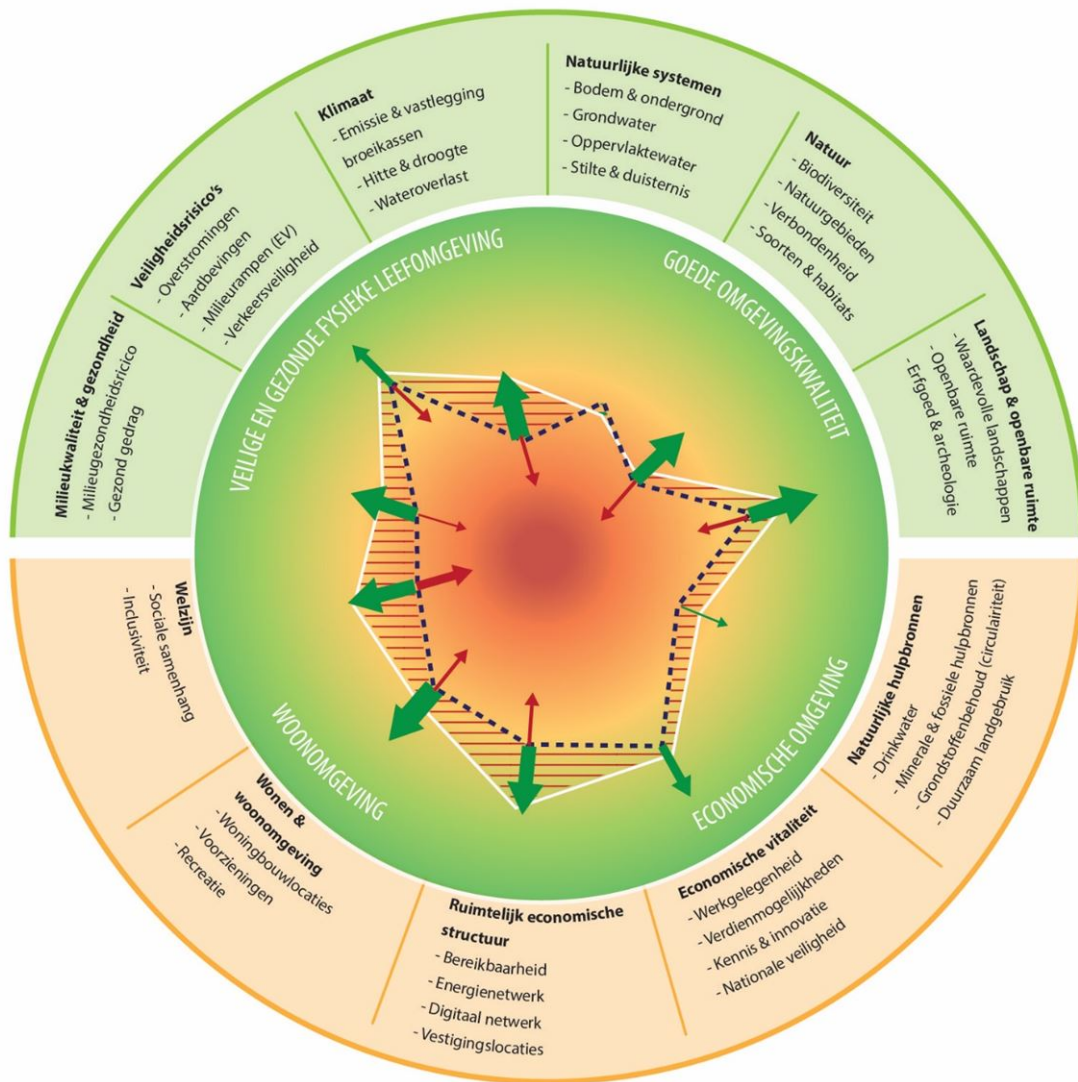 Milieukwaliteit & gezondheid
- Milieugezondheidsricico
- Gezond gedrag
Veiligheidsrisico's
- Overstromingen
- Aardbevingen
- Milieurampen (EV)
- Verkeersveiligheid
Klimaat
- Emissie & vastlegging
broeikassen
- Hitte & droogte
- Wateroverlast
Natuurlijke systemen
- Bodem & ondergrond
- Grondwater
- Oppervlaktewater
- Stilte & duisternis
Natuur
- Biodiversiteit
- Natuurgebieden
- Verbondenheid
- Soorten & habitats
Landschap & openbare ruimte
- Waardevolle landschappen
- Openbare ruimte
- Erfgoed & archeologie
Natuurlijke hulpbronnen
- Drinkwater
- Minerale & fossiele hulpbronnen
- Grondstoffenbehoud (circulairiteit)
- Duurzaam landgebruik
Economische vitaliteit
- Werkgelegenheid
- Verdienmogelijkheden
- Kennis & innovatie
- Nationale veiligheid
Ruimtelijk economische
structuur
- Bereikbaarheid
- Energienetwerk
- Digitaal netwerk
- Vestigingslocaties
Wonen &
woonomgeving
- Woningbouwlocaties
- Voorzieningen
- Recreatie
Welzijn
- Sociale samenhang
- Inclusiviteit
VEILIGE EN GEZONDE FYSIEKE LEEFOMGEVING
GOEDE OMGEVINGSKWALITEIT
ECONOMISCHE OMGEVING
WOONOMGEVING